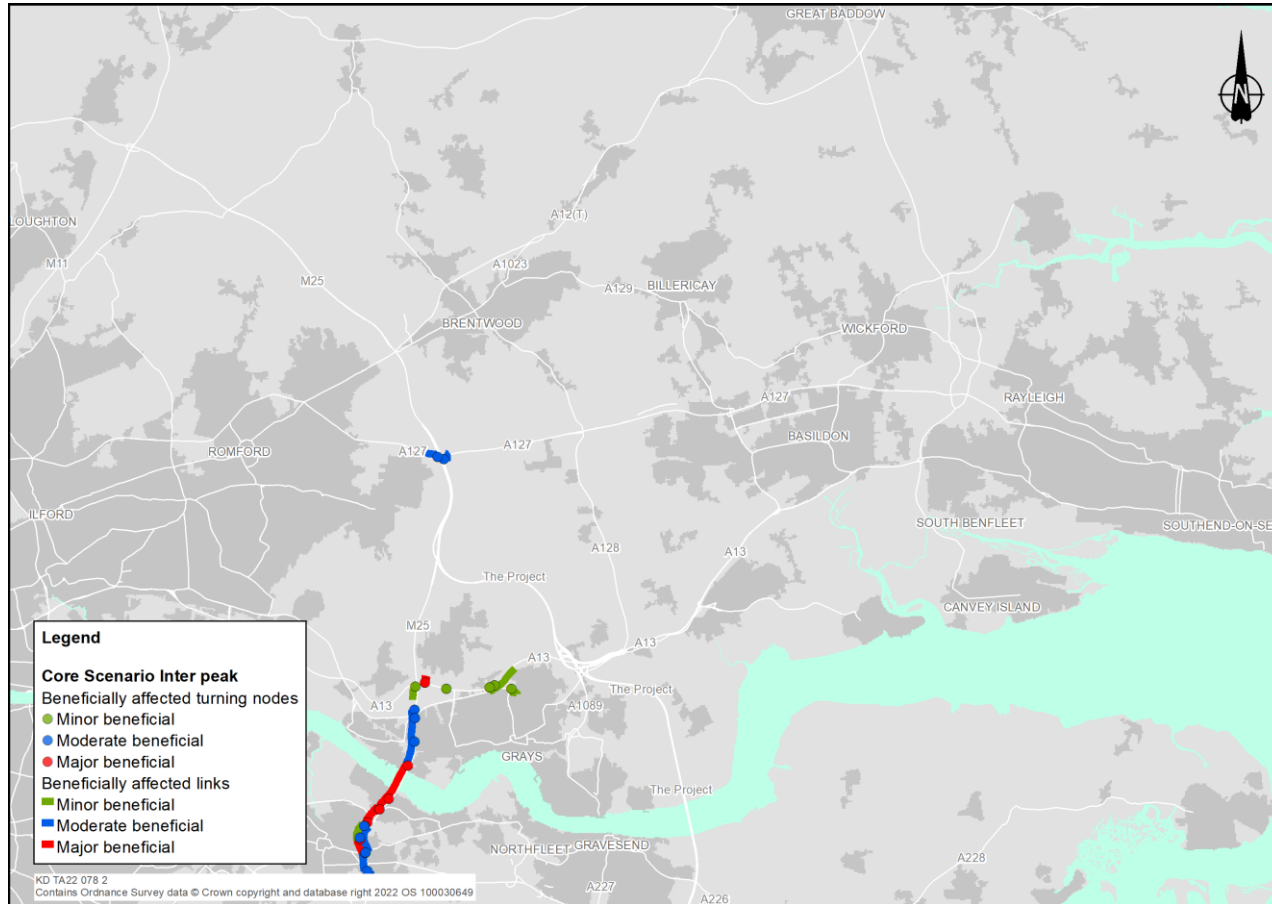 GREAT BADDOW
N
A12(T)
LOUGHTON
M11
A1023
M25
A129
BILLERICAY
BRENTWOOD
WICKFORD
A127
RAYLEIGH
BASILDON
ROMFORD
A127
A127
ILFORD
SOUTH BENFLEET
SOUTHEND-ON-SE
A128
A13
The Project
CANVEY ISLAND
M25
A13
A13
The Project
A13
A1089
GRAYS
The Project
NORTHFLEET
GRAVESEND
A228
A227
A226
Legend
Core Scenario Inter peak
Beneficially affected turning nodes
Minor beneficial
Moderate beneficial
Major beneficial
Beneficially affected links
Minor beneficial
Moderate beneficial
Major beneficial
KD TA22 078 2
Contains Ordnance Survey data © Crown copyright and database right 2022 OS 100030649